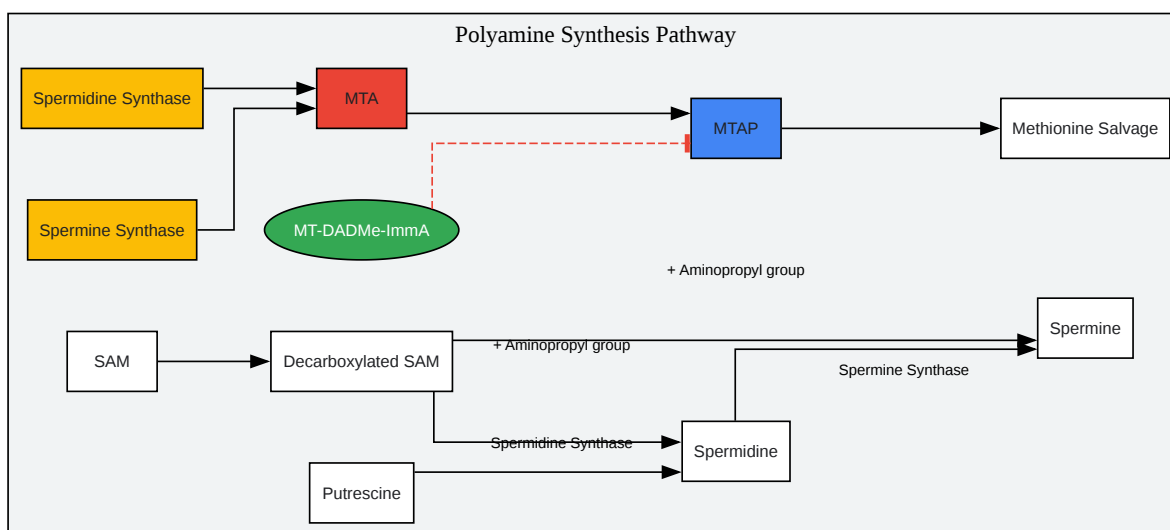 Polyamine Synthesis Pathway
Spermidine Synthase
MTA
MTAP
Methionine Salvage
Spermine Synthase
MT-DADMe-ImmA
+ Aminopropyl group
Spermine
SAM
Decarboxylated SAM
+ Aminopropyl group
Spermine Synthase
Spermidine Synthase
Spermidine
Putrescine